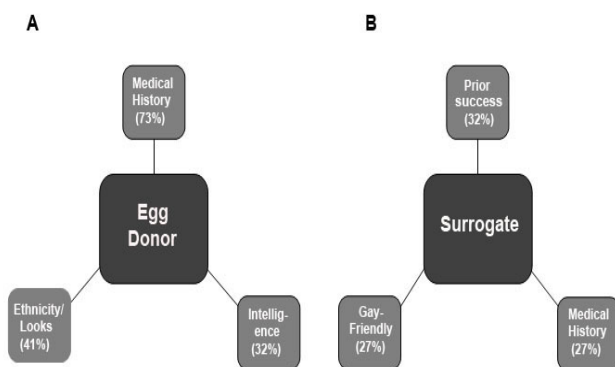 A
Medical
History
(73%)
Egg
Donor
Ethnicity/
Looks
(41%)
Intellig-
ence
(32%)
B
Prior
success
(32%)
Surrogate
Gay-
Friendly
(27%)
Medical
History
(27%)